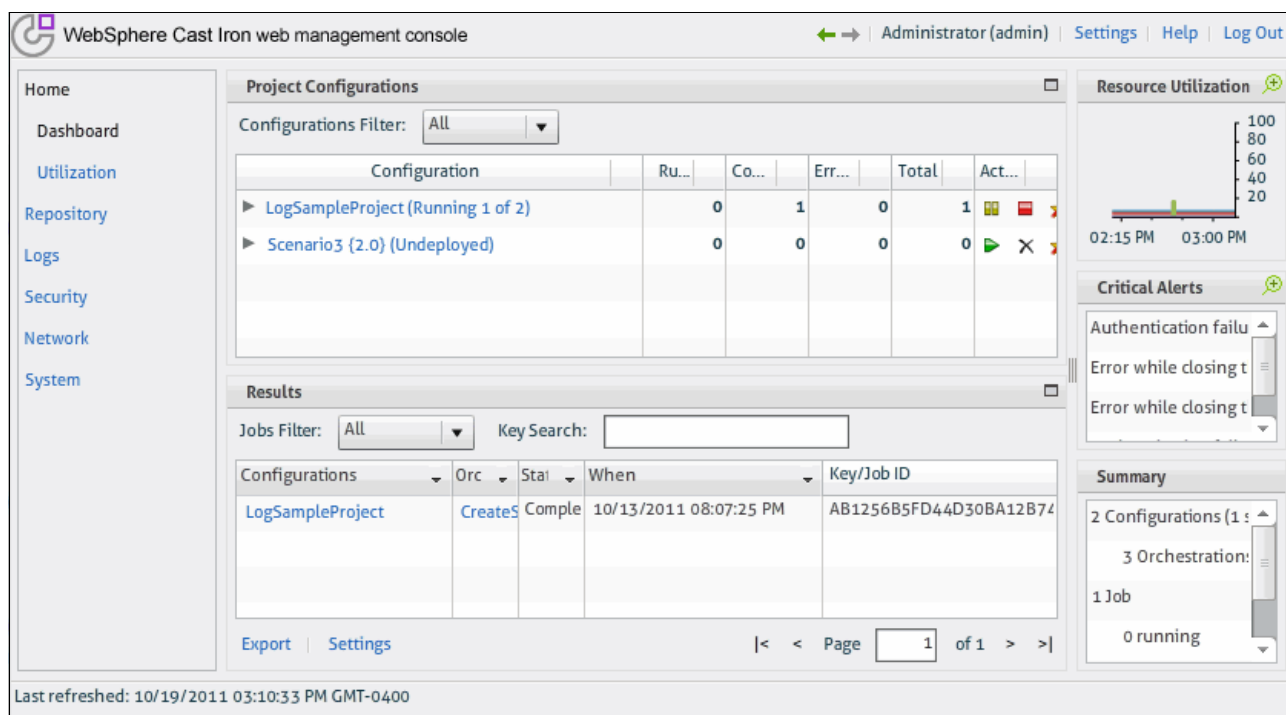 WebSphere Cast Iron web management console
Administrator (admin) | Settings | Help | Log Out
Home
Dashboard
Utilization
Repository
Logs
Security
Network
System
Project Configurations
Configurations Filter: All
Configuration Ru... Co... Err... Total Act...
LogSampleProject (Running 1 of 2) 0 1 0 1
Scenario3 {2.0} (Undeployed) 0 0 0 0
Results
Jobs Filter: All Key Search:
Configurations Orc Stat When Key/Job ID
LogSampleProject CreateS Comple 10/13/2011 08:07:25 PM AB1256B5FD44D30BA12B74
Export | Settings
|< < Page 1 of 1 > >|
Resource Utilization
100
80
60
40
20
02:15 PM 03:00 PM
Critical Alerts
Authentication failu
Error while closing t
Error while closing t
Summary
2 Configurations (1 s
3 Orchestrations
1 Job
0 running
Last refreshed: 10/19/2011 03:10:33 PM GMT-0400